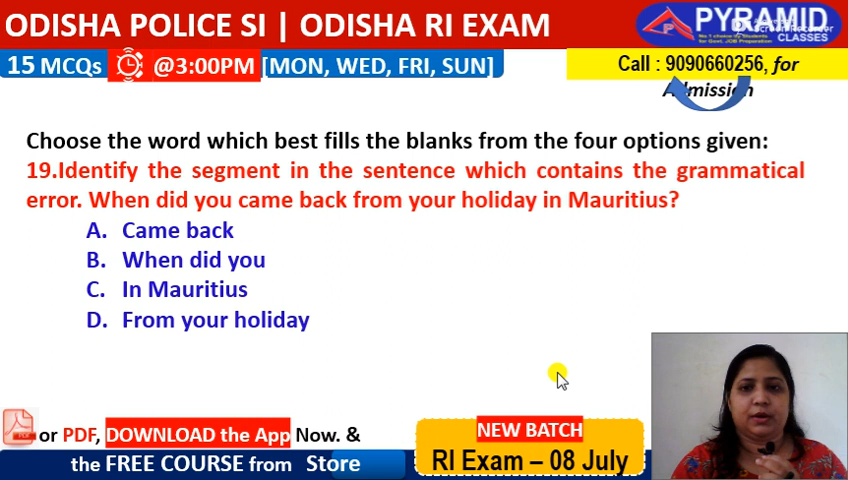 ODISHA POLICE SI | ODISHA RI EXAM
PYRAMID
CLASSES
15 MCQs @3:00PM [MON, WED, FRI, SUN]
Call : 9090660256, for
Admission
Choose the word which best fills the blanks from the four options given:
19.Identify the segment in the sentence which contains the grammatical
error. When did you came back from your holiday in Mauritius?
A. Came back
B. When did you
C. In Mauritius
D. From your holiday
PDF
or PDF, DOWNLOAD the App Now. &
the FREE COURSE from Store
NEW BATCH
RI Exam – 08 July